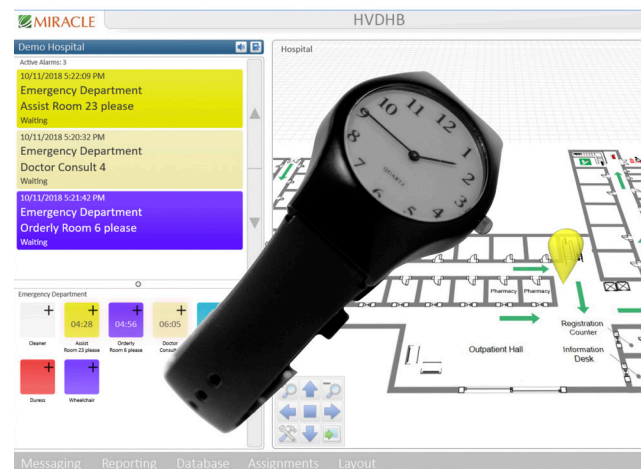 MIRACLE
HVDHB
Demo Hospital
Active Alarms: 3
10/11/2018 5:22:09 PM
Emergency Department
Assist Room 23 please
Waiting
10/11/2018 5:20:32 PM
Emergency Department
Doctor Consult 4
Waiting
10/11/2018 5:21:42 PM
Emergency Department
Orderly Room 6 please
Waiting
Emergency Department
Cleaner
04:28
Assist
Room 23 please
04:56
Orderly
Room 6 please
06:05
Doctor
Duress
Wheelchair
Hospital
12
1
2
3
4
5
6
7
8
9
10
11
QUARTZ
Pharmacy
Pharmacy
Registration
Counter
Outpatient Hall
Information
Desk
Messaging Reporting Database Assignments Layout